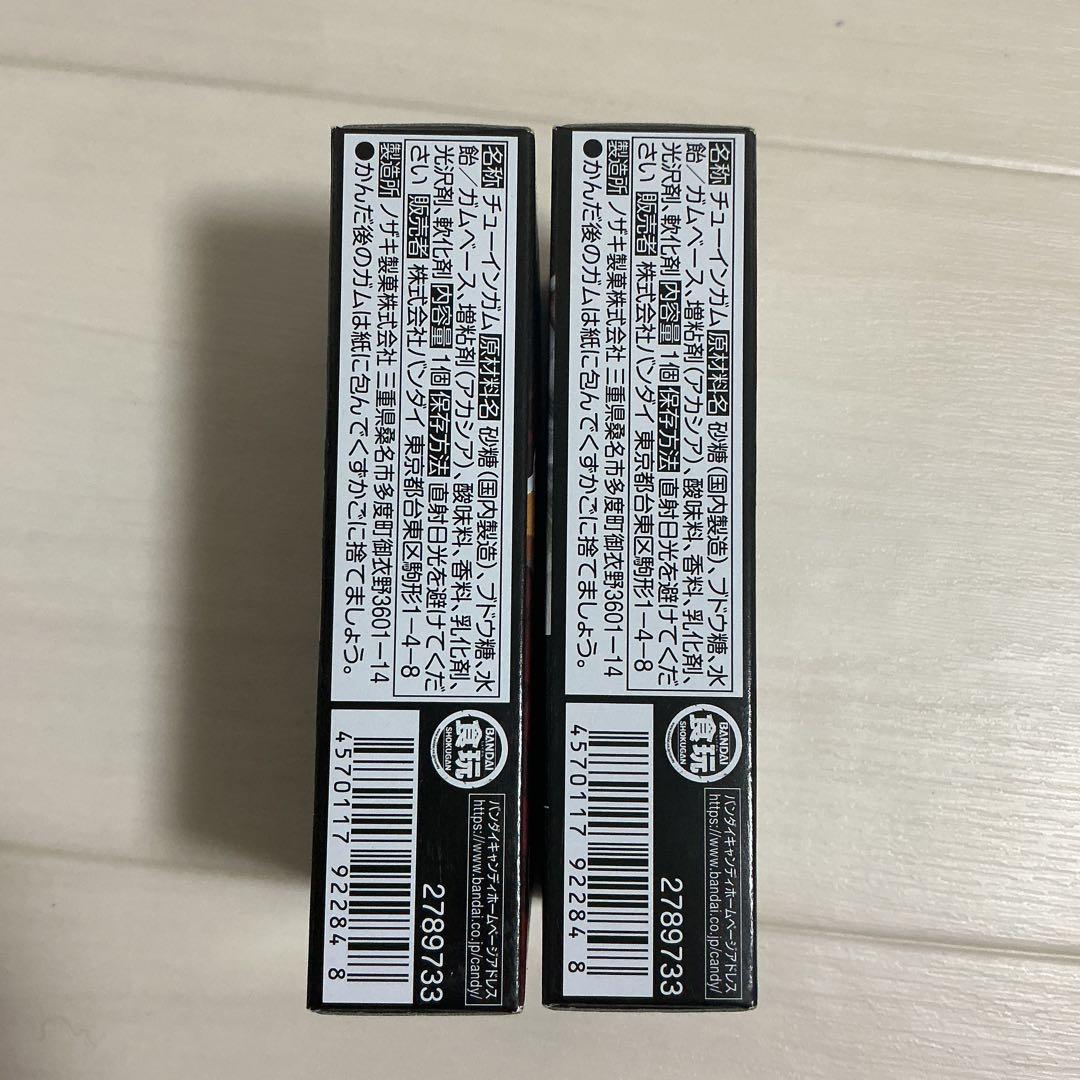 名称 チューインガム 原材料名 砂糖(国内製造)、ブドウ糖、水
飴/ガムベース、増粘剤(アカシア)、酸味料、香料、乳化剤、
光沢剤、軟化剤 内容量 1個 保存方法 直射日光を避けてくだ
さい 販売者 株式会社バンダイ 東京都台東区駒形1-4-8
製造所 ノザキ製菓株式会社 三重県桑名市多度町御衣野3601-14
●かんだ後のガムは紙に包んでくずかごに捨てましょう。
BANDAI
食玩
SHOKUGAN
バンダイキャンディホームページアドレス
https://www.bandai.co.jp/candy/
2789733
4570117 922848
名称 チューインガム 原材料名 砂糖(国内製造)、ブドウ糖、水
飴/ガムベース、増粘剤(アカシア)、酸味料、香料、乳化剤、
光沢剤、軟化剤 内容量 1個 保存方法 直射日光を避けてくだ
さい 販売者 株式会社バンダイ 東京都台東区駒形1-4-8
製造所 ノザキ製菓株式会社 三重県桑名市多度町御衣野3601-14
●かんだ後のガムは紙に包んでくずかごに捨てましょう。
BANDAI
食玩
SHOKUGAN
バンダイキャンディホームページアドレス
https://www.bandai.co.jp/candy/
2789733
4570117 922848